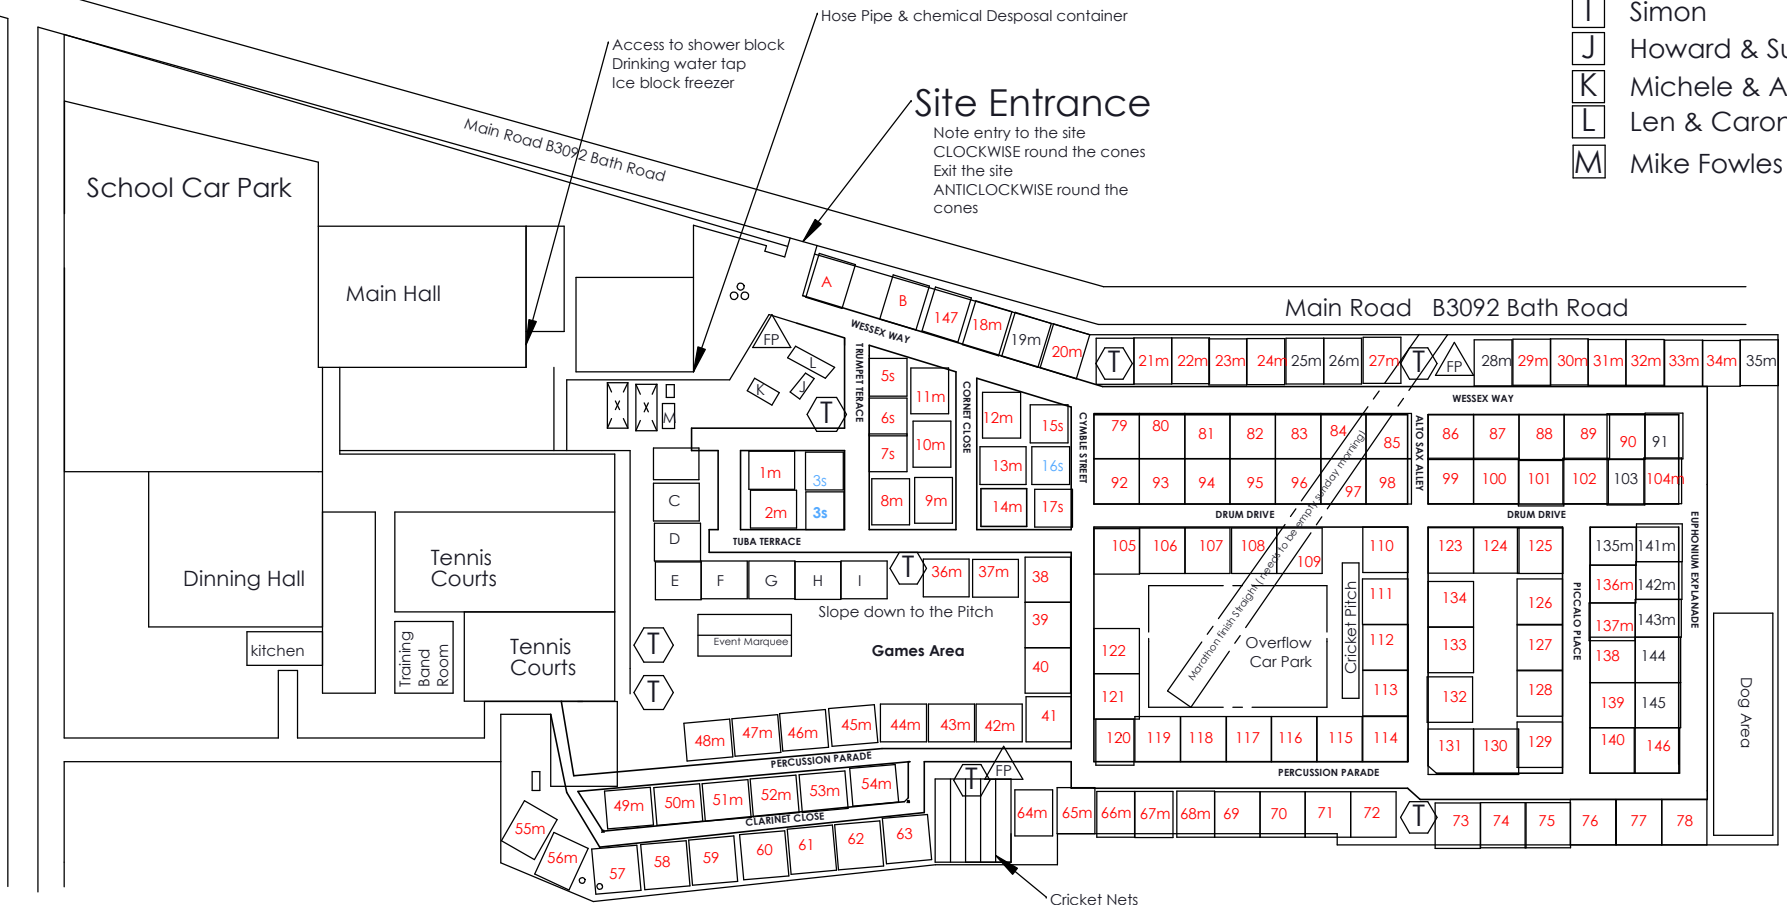 Hose Pipe & chemical Desposal container
Access to shower block
Drinking water tap
Ice block freezer
Site Entrance
Note entry to the site
CLOCKWISE round the cones
Exit the site
ANTICLOCKWISE round the
cones
Simon
J Howard & Su
K Michele & A
L Len & Caron
M Mike Fowles
Main Road B3092 Bath Road
School Car Park
Main Hall
Main Road B3092 Bath Road
A
B
147
18m
19m
20m
WESSEX WAY
T
21m
22m
23m
24m
25m
26m
27m
T
FP
28m
29m
30m
31m
32m
33m
34m
35m
WESSEX WAY
FP
L
K
J
X
X
M
T
TRUMPET TERACE
5s
6s
7s
8m
11m
10m
9m
CORNET CLOSE
12m
13m
14m
15s
16s
17s
CYMBLE STREET
79
80
81
82
83
84
85
92
93
94
95
96
97
98
ALTO SAX ALLEY
86
87
88
89
90
91
99
100
101
102
103
104m
1m
3s
2m
3s
TUBA TERRACE
C
D
E
F
G
H
I
T
36m
37m
38
39
40
41
DRUM DRIVE
DRUM DRIVE
105
106
107
108
109
110
111
112
113
114
115
116
117
118
119
120
121
122
Marathon finish Straight ( needs to be empty sunday morning)
Overflow
Car Park
Cricket Pitch
123
124
125
126
127
128
129
130
131
132
133
134
PICCALO PLACE
135m
141m
136m
142m
137m
143m
138
144
139
145
140
146
EUPHONIUM EXPLANADE
Dog Area
Slope down to the Pitch
Event Marquee
Games Area
T
T
Dinning Hall
kitchen
Tennis
Courts
Training
Band
Room
Tennis
Courts
48m
47m
46m
45m
44m
43m
42m
PERCUSSION PARADE
PERCUSSION PARADE
49m
50m
51m
52m
53m
54m
CLARINET CLOSE
55m
56m
57
58
59
60
61
62
63
T
FP
64m
65m
66m
67m
68m
69
70
71
72
T
73
74
75
76
77
78
Cricket Nets